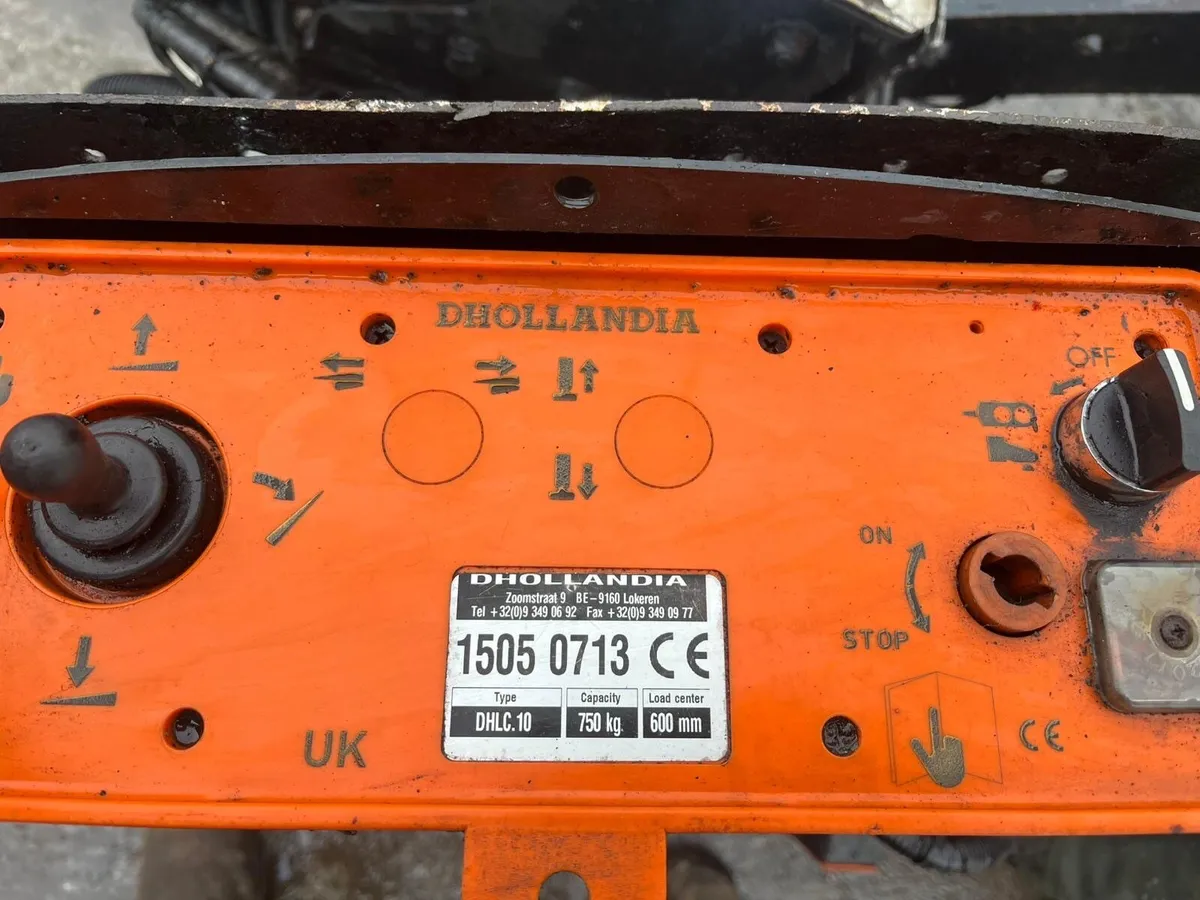 DHOLLANDIA
OFF
ON
STOP
DHOLLANDIA
Zoomstraat 9 BE-9160 Lokeren
Tel +32(0)9 349 06 92 Fax +32(0)9 349 09 77
1505 0713 CE
Type Capacity Load center
DHLC.10 750 kg. 600 mm
UK
CE